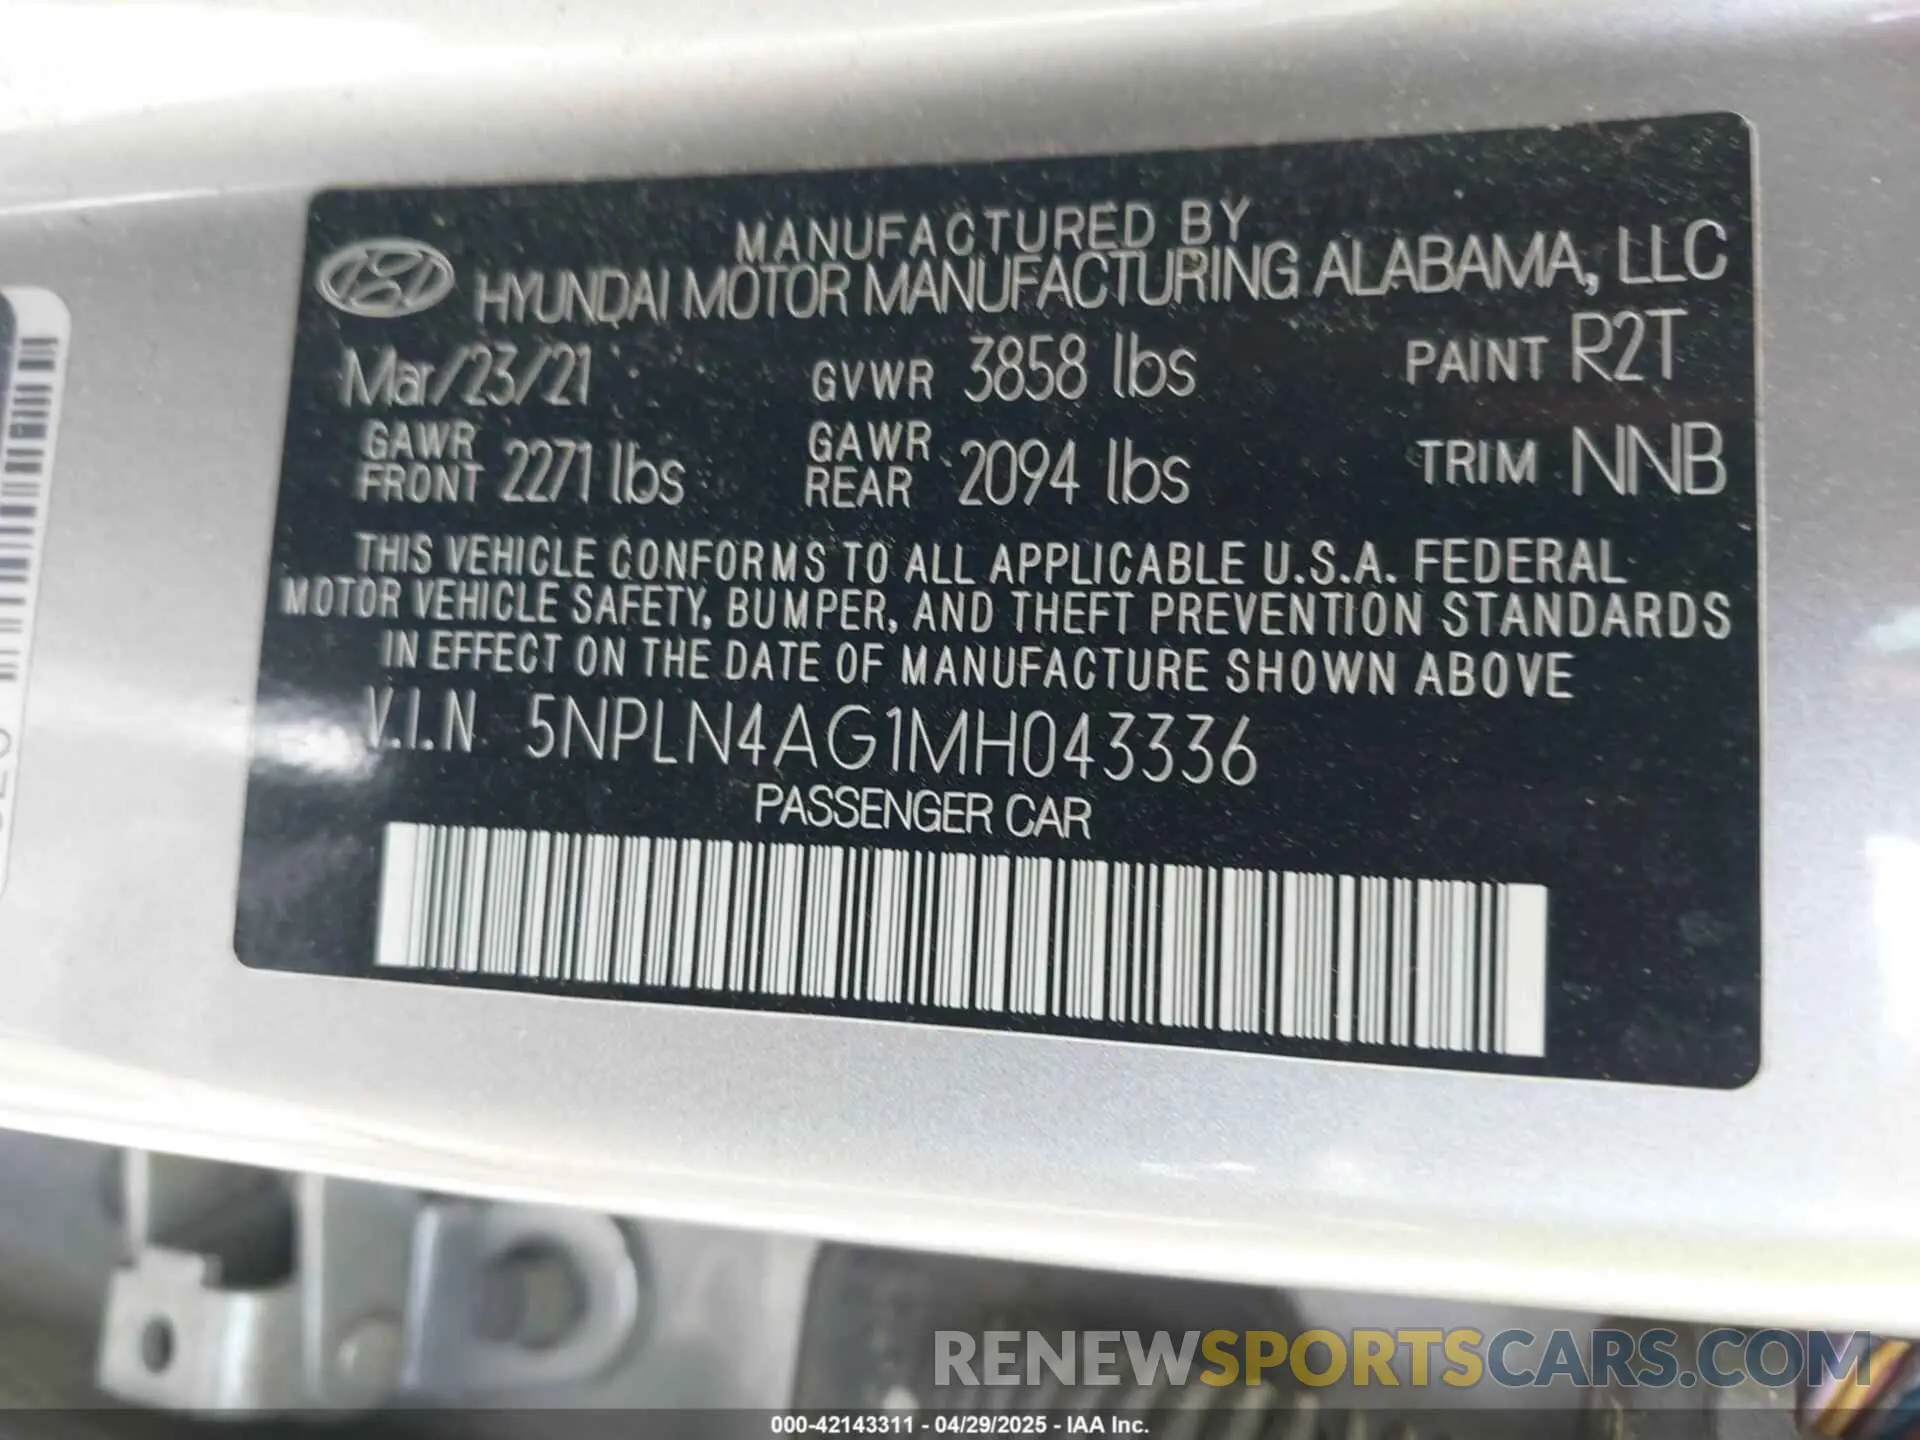 MANUFACTURED BY
HYUNDAI MOTOR MANUFACTURING ALABAMA, LLC
Mar/23/21 GVWR 3858 lbs PAINT R2T
GAWR FRONT 2271 lbs GAWR REAR 2094 lbs TRIM NNB
THIS VEHICLE CONFORMS TO ALL APPLICABLE U.S.A. FEDERAL
MOTOR VEHICLE SAFETY, BUMPER, AND THEFT PREVENTION STANDARDS
IN EFFECT ON THE DATE OF MANUFACTURE SHOWN ABOVE
V.I.N 5NPLN4AG1MH043336
PASSENGER CAR
RENEWSPORTSCARS.COM
000-42143311 - 04/29/2025 - IAA Inc.